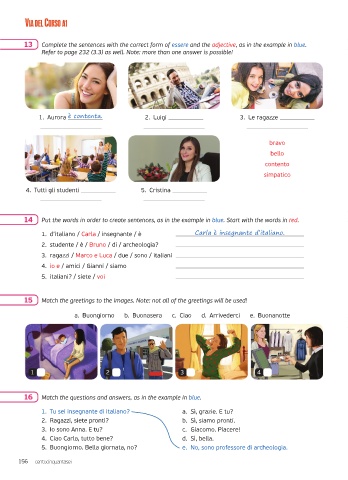 VIA DEL CORSO A1
13 Complete the sentences with the correct form of essere and the adjective, as in the example in blue.
Refer to page 232 (3.3) as well. Note: more than one answer is possible!
1. Aurora è contenta.
2. Luigi
3. Le ragazze
bravo
bello
contento
simpatico
4. Tutti gli studenti
5. Cristina
14 Put the words in order to create sentences, as in the example in blue. Start with the words in red.
1. d'italiano / Carla / insegnante / è Carla è insegnante d'italiano.
2. studente / è / Bruno / di / archeologia?
3. ragazzi / Marco e Luca / due / sono / italiani
4. io e / amici / Gianni / siamo
5. italiani? / siete / voi
15 Match the greetings to the images. Note: not all of the greetings will be used!
a. Buongiorno b. Buonasera c. Ciao d. Arrivederci e. Buonanotte
1 2 3 4
16 Match the questions and answers, as in the example in blue.
1. Tu sei insegnante di italiano? a. Sì, grazie. E tu?
2. Ragazzi, siete pronti? b. Sì, siamo pronti.
3. Io sono Anna. E tu? c. Giacomo. Piacere!
4. Ciao Carla, tutto bene? d. Sì, bella.
5. Buongiorno. Bella giornata, no? e. No, sono professore di archeologia.
156 centocinquantasei